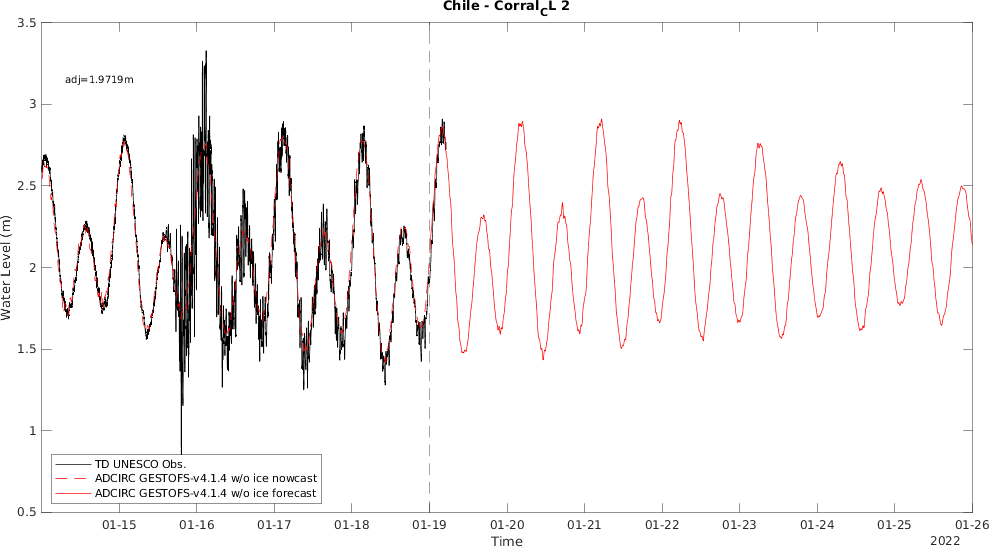 Chile - Corral_CL 2
adj=1.9719m
3.5
3
2.5
2
1.5
1
0.5
Water Level (m)
TD UNESCO Obs.
ADCIRC GESTOFS-v4.1.4 w/o ice nowcast
ADCIRC GESTOFS-v4.1.4 w/o ice forecast
01-15 01-16 01-17 01-18 01-19 01-20 01-21 01-22 01-23 01-24 01-25 01-26
Time
2022